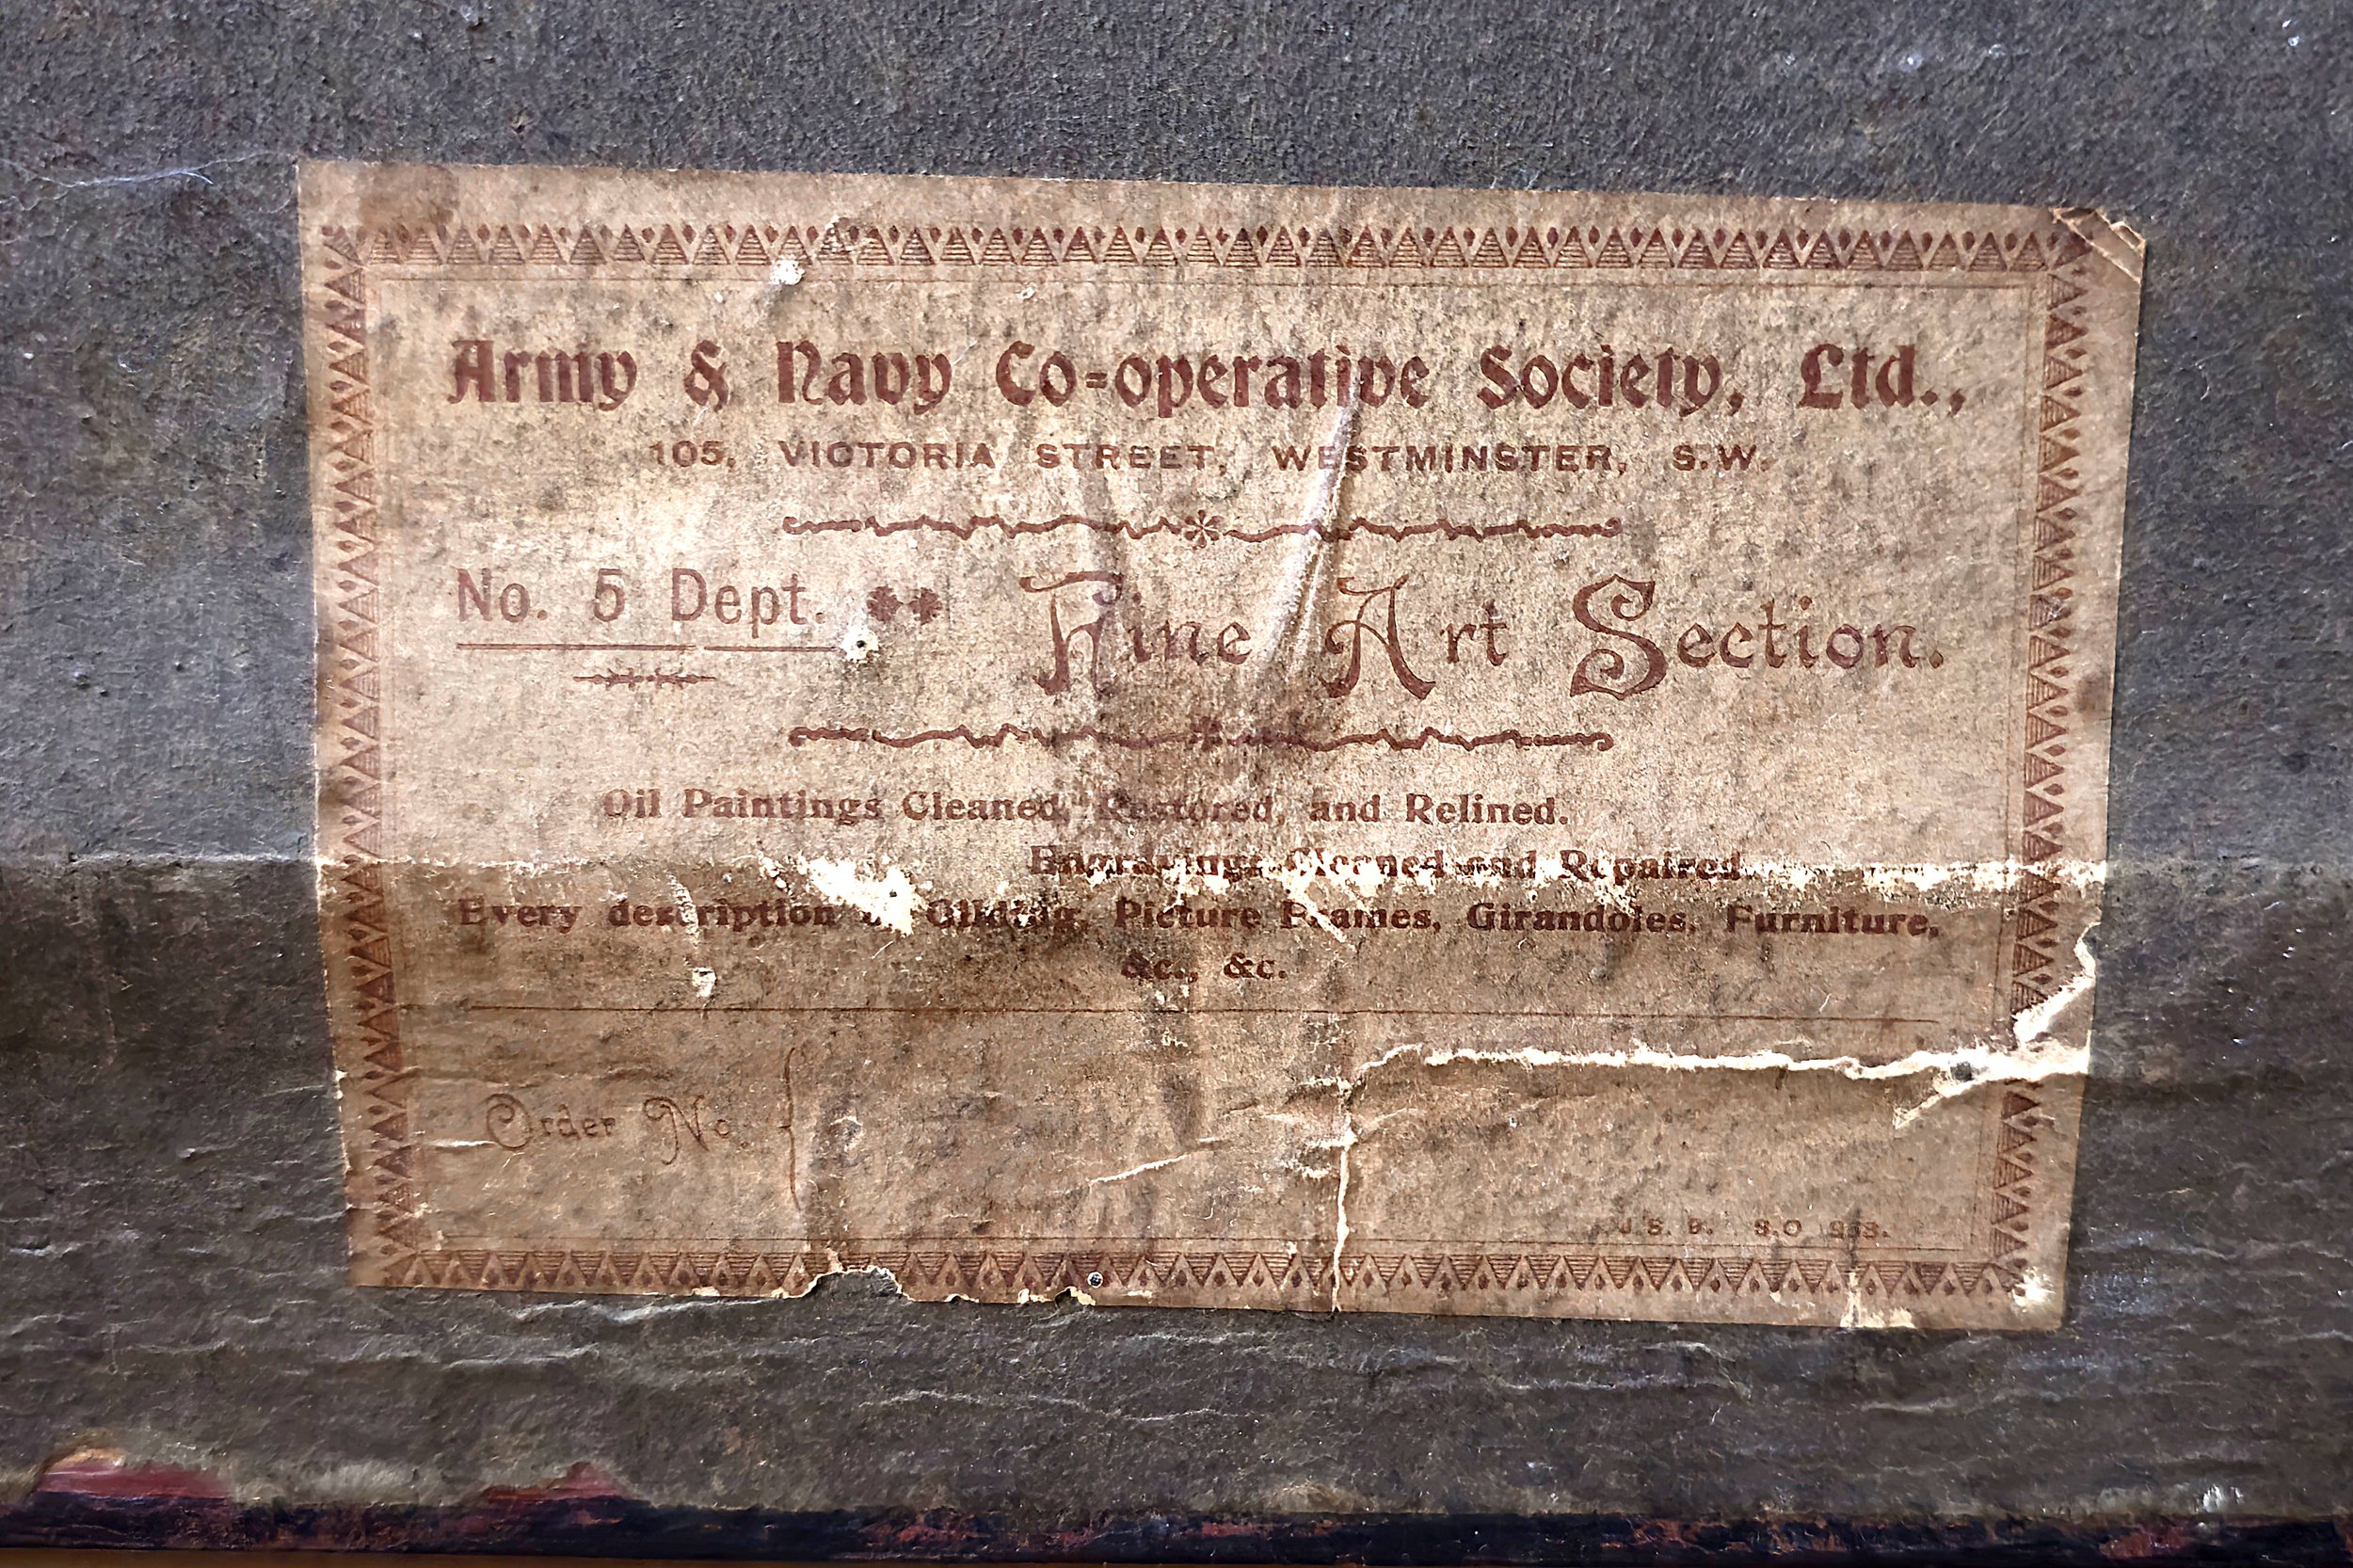 Army & Navy Co-operative Society, Ltd.,
105, VICTORIA STREET, WESTMINSTER, S.W.
No. 5 Dept. Fine Art Section.
Oil Paintings Cleaned, Restored, and Relined.
Engravings Cleaned and Repaired.
Every description of Gilding, Picture Frames, Girandoles, Furniture,
&c., &c.
Order No.
J. S. B. S.O.